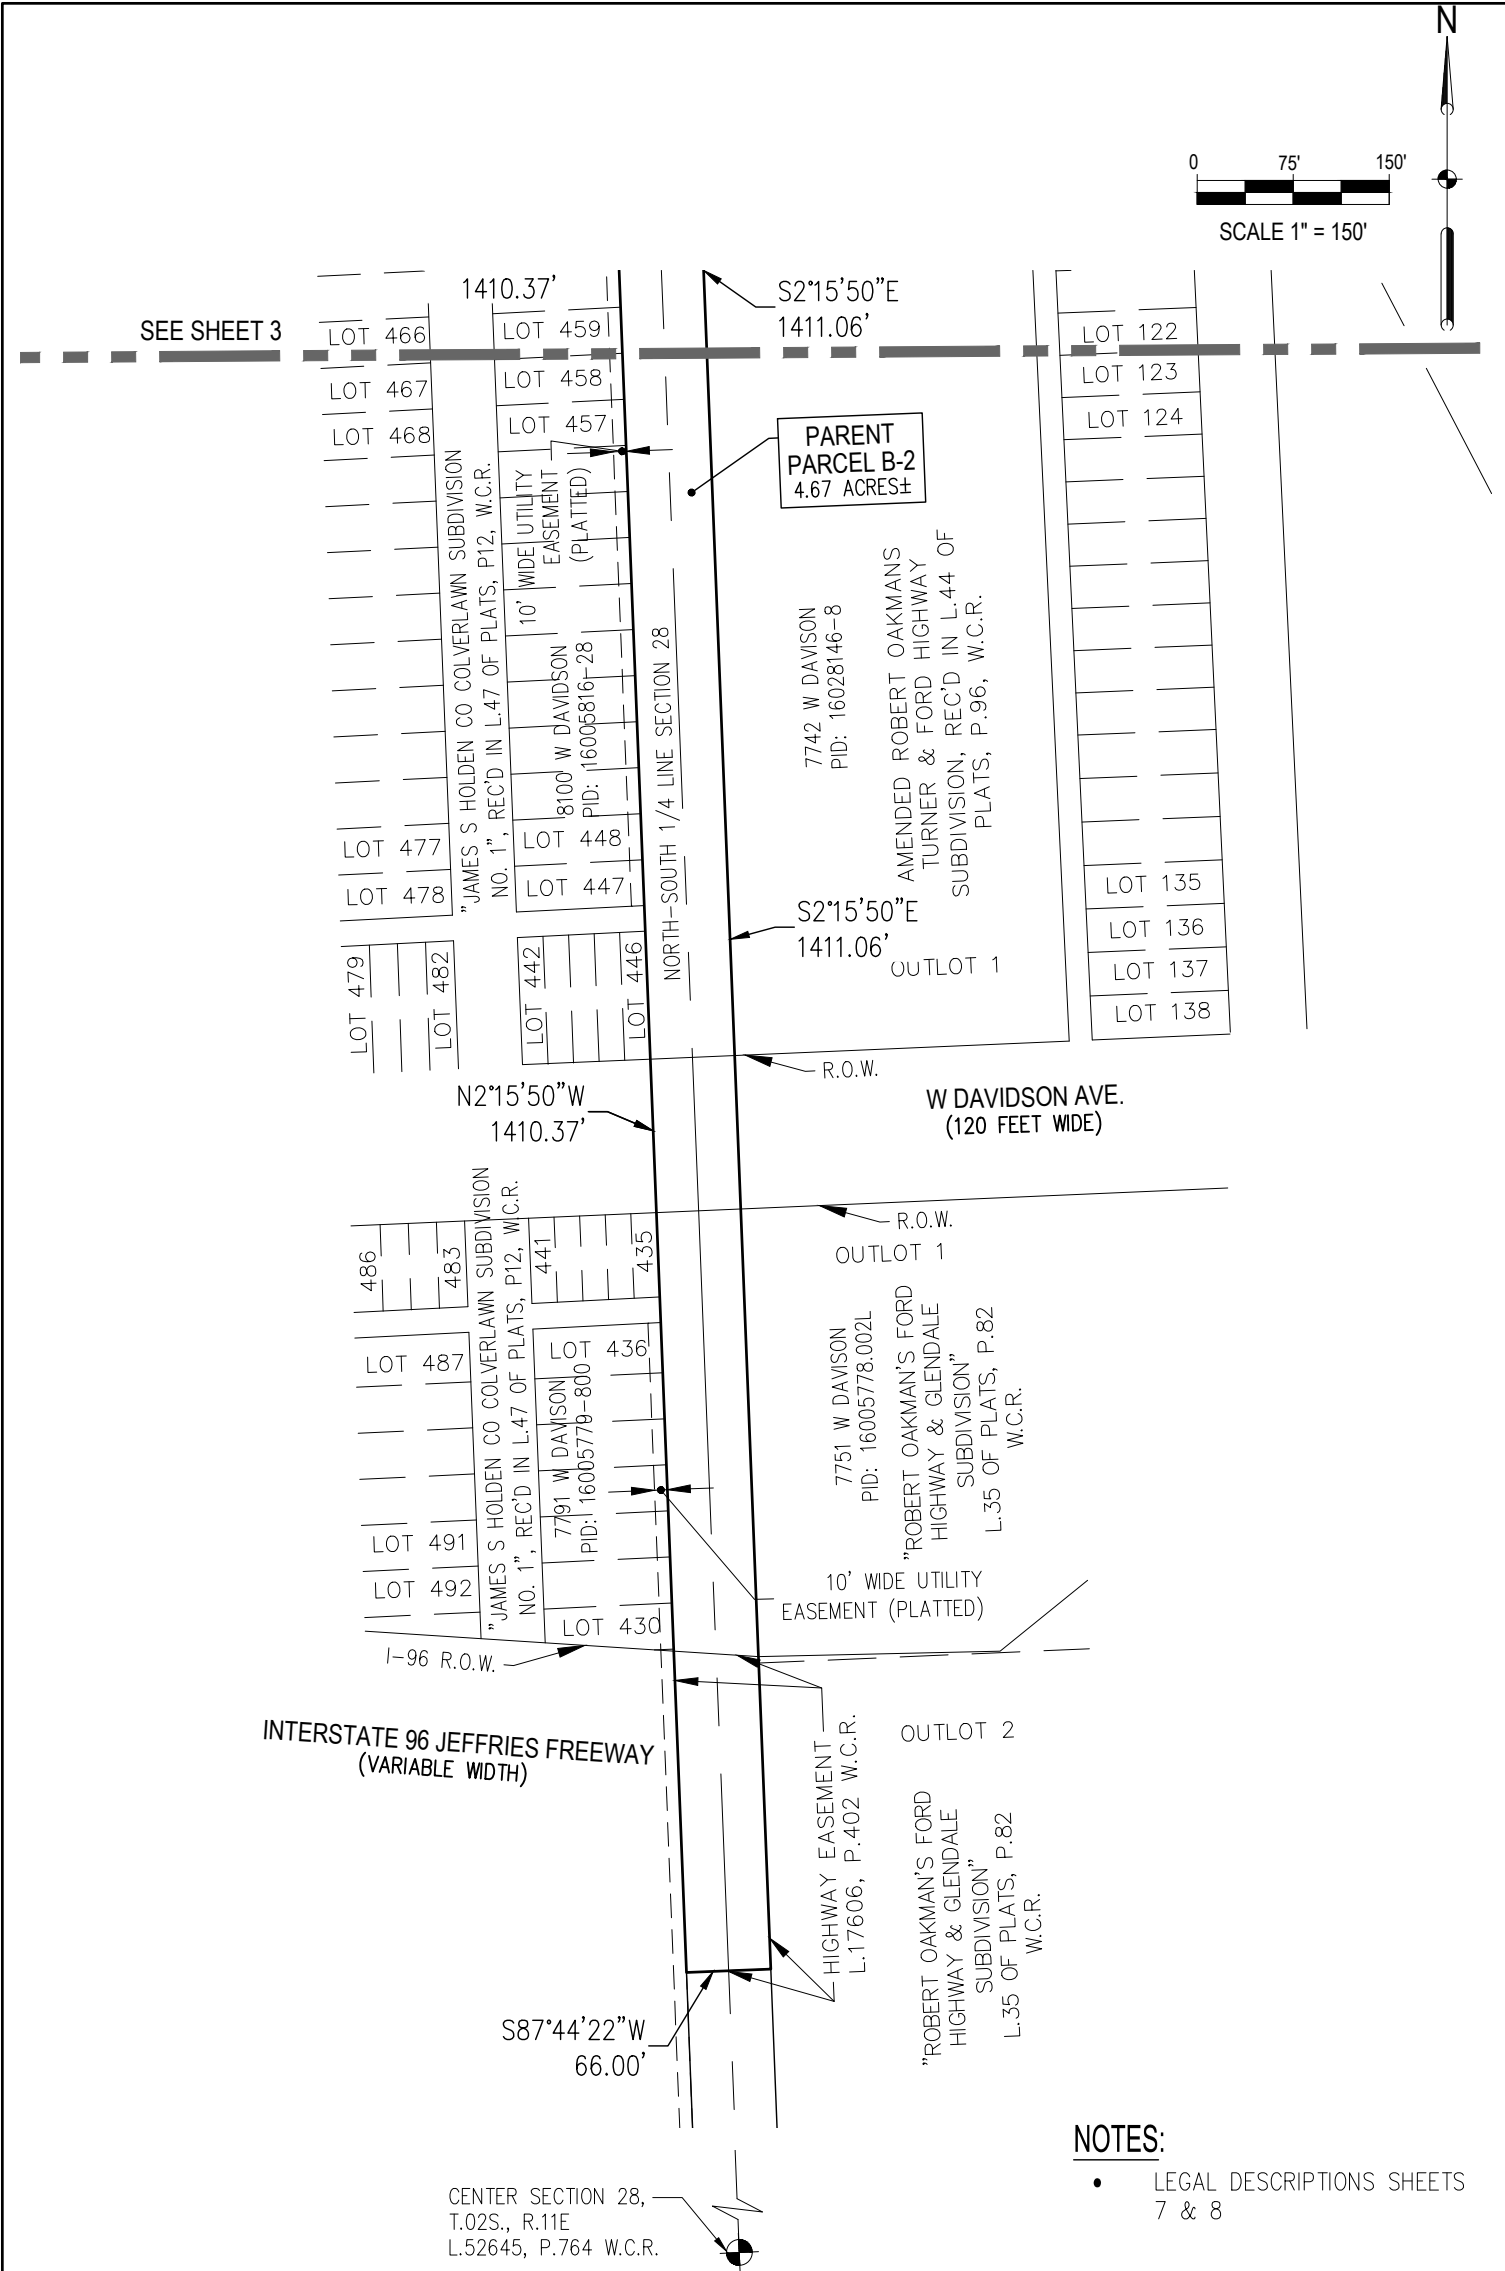 N
0 75' 150'
SCALE 1" = 150'
1410.37'
S2°15'50"E
1411.06'
SEE SHEET 3
LOT 466
LOT 459
LOT 122
LOT 467
LOT 458
LOT 123
LOT 468
LOT 457
LOT 124
PARENT
PARCEL B-2
4.67 ACRES±
"JAMES S HOLDEN CO COLVERLAWN SUBDIVISION
NO. 1", REC'D IN L.47 OF PLATS, P12, W.C.R.
10' WIDE UTILITY
EASEMENT
(PLATTED)
8100 W DAVIDSON
PID: 16005816-28
NORTH-SOUTH 1/4 LINE SECTION 28
7742 W DAVISON
PID: 16028146-8
AMENDED ROBERT OAKMANS
TURNER & FORD HIGHWAY
SUBDIVISION, REC'D IN L.44 OF
PLATS, P.96, W.C.R.
LOT 477
LOT 448
LOT 478
LOT 447
LOT 135
LOT 136
LOT 137
LOT 138
S2°15'50"E
1411.06'
OUTLOT 1
LOT 479
LOT 482
LOT 442
LOT 446
R.O.W.
N2°15'50"W
1410.37'
W DAVIDSON AVE.
(120 FEET WIDE)
R.O.W.
OUTLOT 1
486
483
441
435
"JAMES S HOLDEN CO COLVERLAWN SUBDIVISION
NO. 1", REC'D IN L.47 OF PLATS, P12, W.C.R.
LOT 487
LOT 436
7791 W DAVISON
PID: 16005779-800
7751 W DAVISON
PID: 16005778.002L
"ROBERT OAKMAN'S FORD
HIGHWAY & GLENDALE
SUBDIVISION"
L.35 OF PLATS, P.82
W.C.R.
LOT 491
LOT 492
LOT 430
10' WIDE UTILITY
EASEMENT (PLATTED)
I-96 R.O.W.
INTERSTATE 96 JEFFRIES FREEWAY
(VARIABLE WIDTH)
OUTLOT 2
HIGHWAY EASEMENT
L.17606, P.402 W.C.R.
"ROBERT OAKMAN'S FORD
HIGHWAY & GLENDALE
SUBDIVISION"
L.35 OF PLATS, P.82
W.C.R.
S87°44'22"W
66.00'
NOTES:
• LEGAL DESCRIPTIONS SHEETS
7 & 8
CENTER SECTION 28,
T.02S., R.11E
L.52645, P.764 W.C.R.